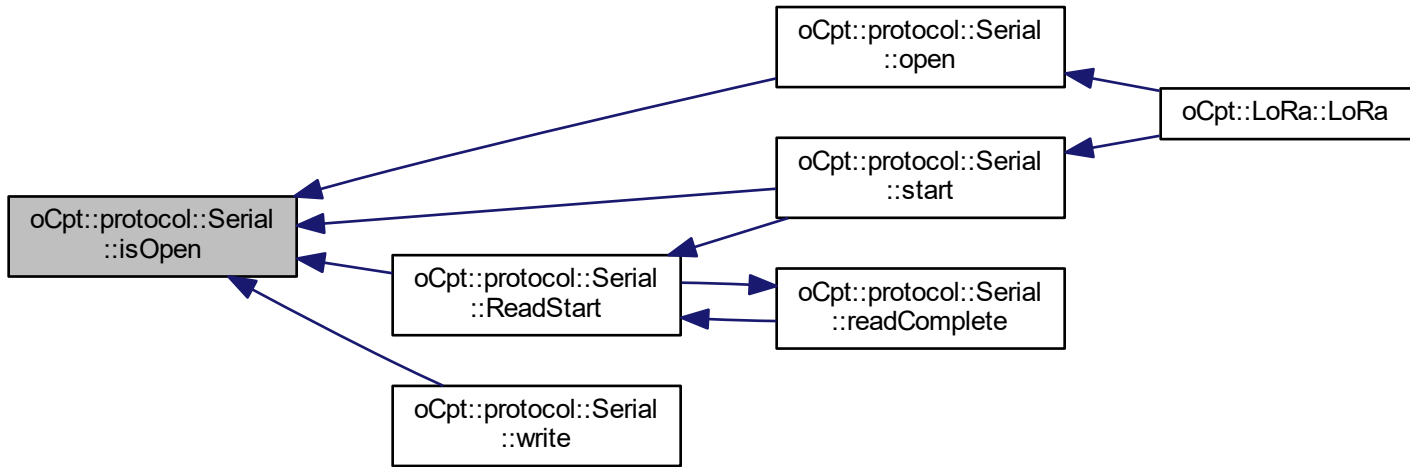 oCpt::protocol::Serial
::isOpen
oCpt::protocol::Serial
::open
oCpt::protocol::Serial
::start
oCpt::protocol::Serial
::ReadStart
oCpt::protocol::Serial
::readComplete
oCpt::protocol::Serial
::write
oCpt::LoRa::LoRa